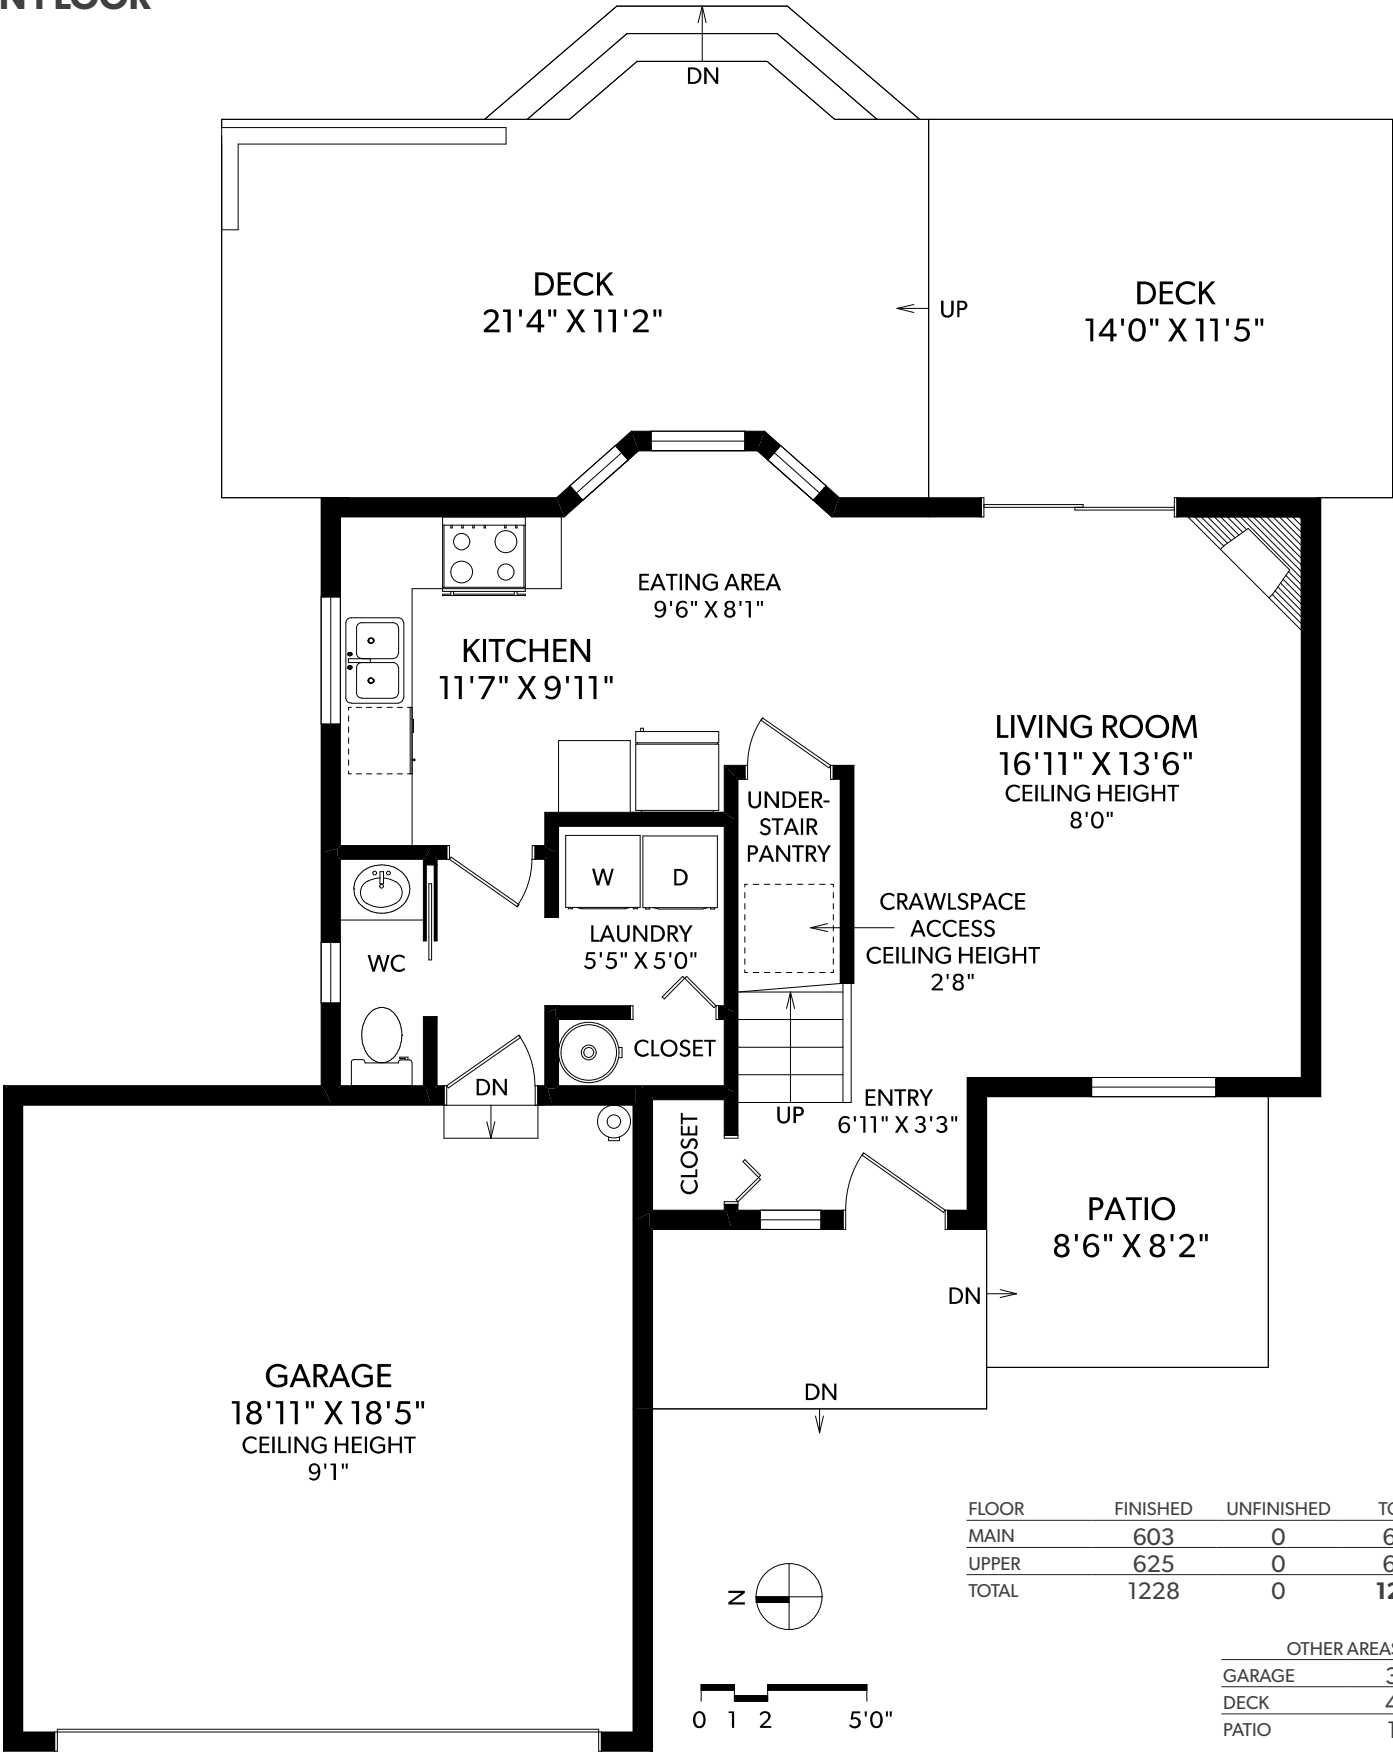 DN
DECK
21'4" X 11'2"
UP
DECK
14'0" X 11'5"
EATING AREA
9'6" X 8'1"
KITCHEN
11'7" X 9'11"
LIVING ROOM
16'11" X 13'6"
CEILING HEIGHT
8'0"
UNDER-
STAIR
PANTRY
W
D
CRAWLSPACE
ACCESS
CEILING HEIGHT
2'8"
LAUNDRY
5'5" X 5'0"
WC
CLOSET
DN
UP
ENTRY
6'11" X 3'3"
CLOSET
PATIO
8'6" X 8'2"
DN
DN
GARAGE
18'11" X 18'5"
CEILING HEIGHT
9'1"
FLOOR FINISHED UNFINISHED
MAIN 603 0
UPPER 625 0
TOTAL 1228 0
N
0 1 2 5'0"
OTHER AREAS
GARAGE
DECK
PATIO